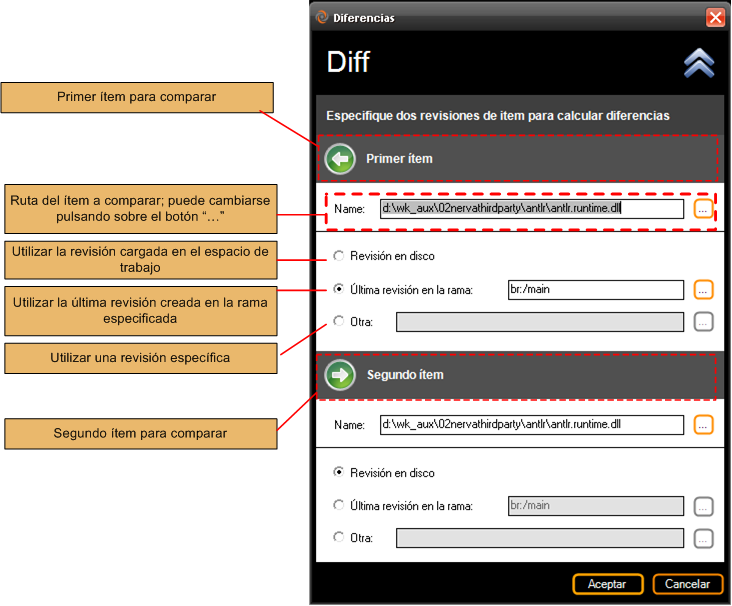 Diferencias
Diff
Especifique dos revisiones de item para calcular diferencias
Primer ítem para comparar
Primer ítem
Ruta del ítem a comparar; puede cambiarse
pulsando sobre el botón “…”
Name: d:\wk_aux\02nervathirdparty\antlr\antlr.runtime.dll ...
Utilizar la revisión cargada en el espacio de
trabajo
Revisión en disco
Utilizar la última revisión creada en la rama
especificada
Última revisión en la rama: br:/main ...
Utilizar una revisión específica
Otra: ...
Segundo ítem
Segundo ítem para comparar
Name: d:\wk_aux\02nervathirdparty\antlr\antlr.runtime.dll ...
Revisión en disco
Última revisión en la rama: br:/main ...
Otra: ...
Aceptar Cancelar